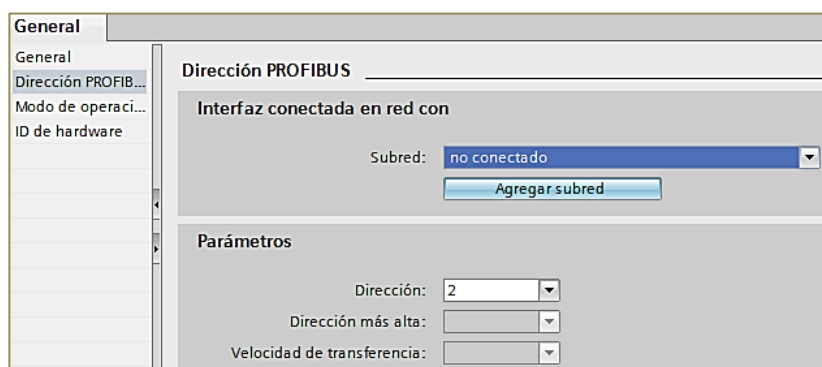 General
General
Dirección PROFIB...
Modo de operaci...
ID de hardware
Dirección PROFIBUS
Interfaz conectada en red con
Subred: no conectado
Agregar subred
Parámetros
Dirección: 2
Dirección más alta:
Velocidad de transferencia: